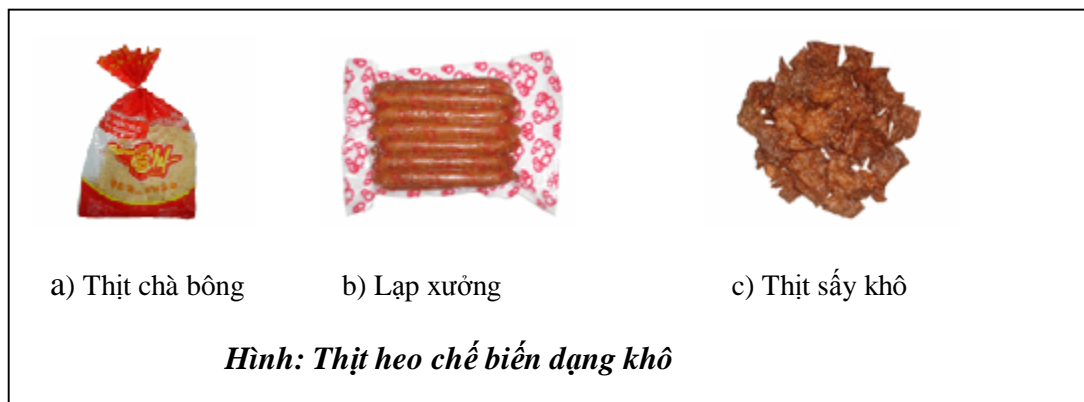 a) Thịt chà bông
b) Lạp xưởng
c) Thịt sấy khô
Hình: Thịt heo chế biến dạng khô